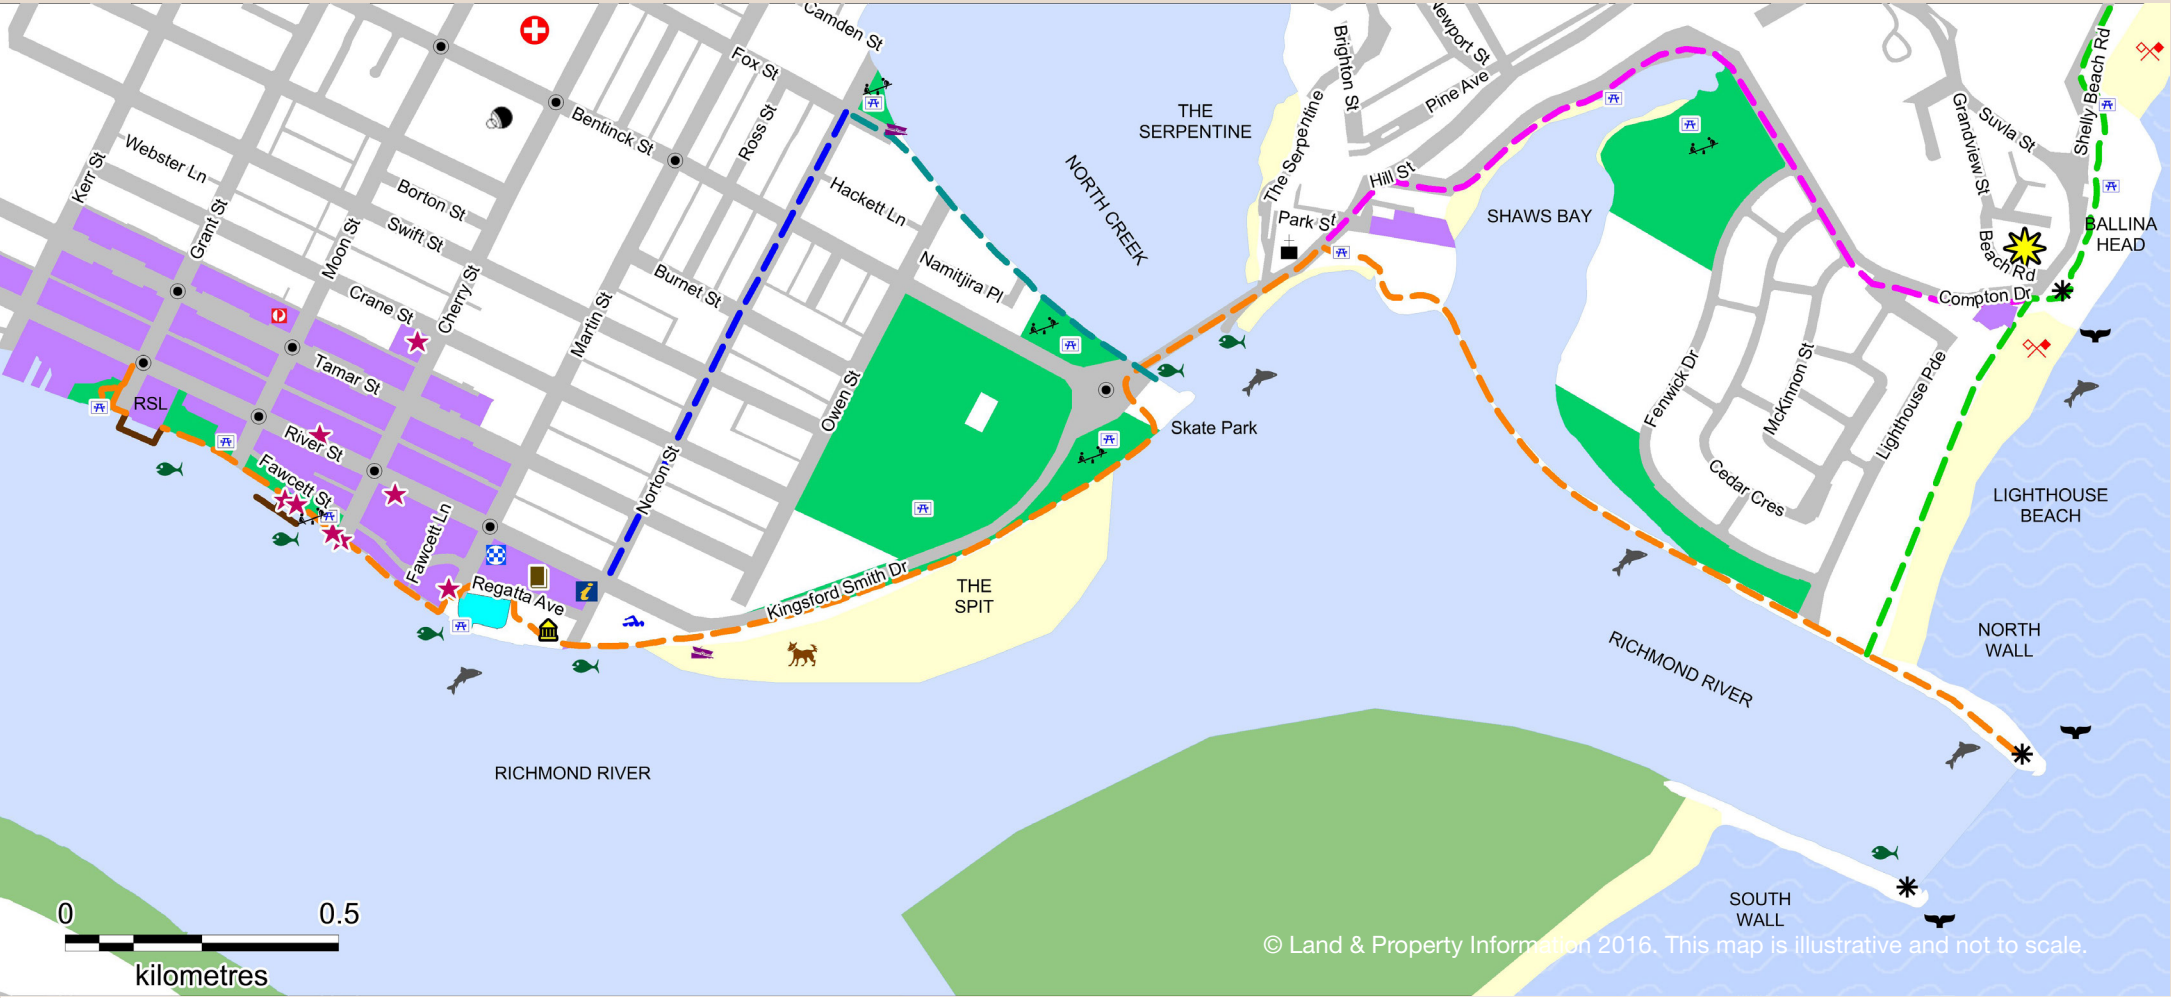 Camden St
Fox St
Brighton St
Newport St
Pine Ave
THE
SERPENTINE
The Serpentine
Shelly Beach Rd
Grandview St
Suvla St
Bentinck St
Ross St
Webster Ln
Kerr St
Borton St
Hackett Ln
NORTH CREEK
Hill St
Park St
SHAWS BAY
BALLINA
HEAD
Beach Rd
Compton Dr
Grant St
Moon St
Swift St
Crane St
Cherry St
Burnet St
Namitjira Pl
Martin St
Tamar St
RSL
River St
Fawcett St
Owen St
Skate Park
Fenwick Dr
McKinnon St
Lighthouse Pde
Cedar Cres
LIGHTHOUSE
BEACH
Norton St
Fawcett Ln
Regatta Ave
Kingsford Smith Dr
THE
SPIT
i
RICHMOND RIVER
NORTH
WALL
RICHMOND RIVER
SOUTH
WALL
0 0.5
kilometres
© Land & Property Information 2016. This map is illustrative and not to scale.